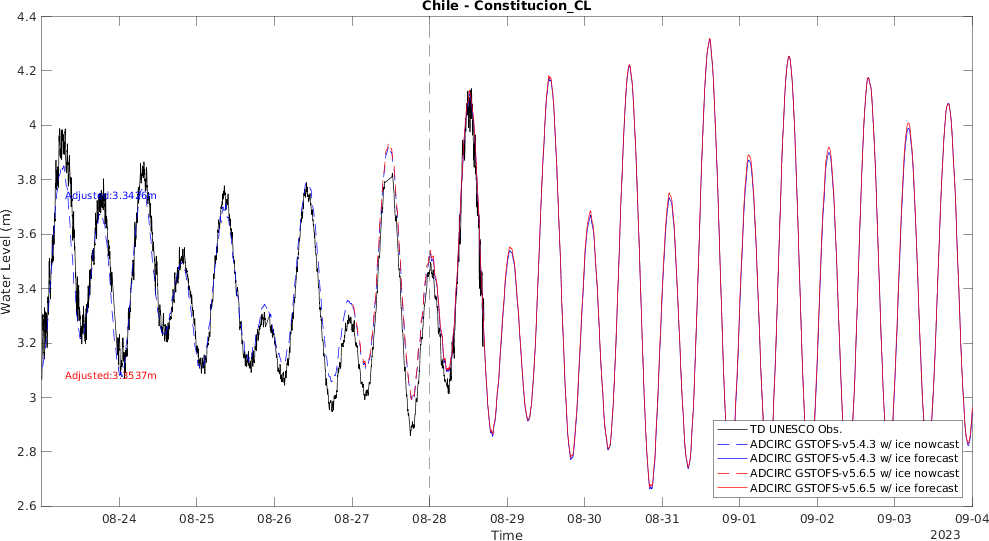 Chile - Constitucion_CL
4.4
4.2
4
3.8
3.6
3.4
3.2
3
2.8
2.6
Water Level (m)
Adjusted:3.3426m
Adjusted:3.3537m
TD UNESCO Obs.
ADCIRC GSTOFS-v5.4.3 w/ ice nowcast
ADCIRC GSTOFS-v5.4.3 w/ ice forecast
ADCIRC GSTOFS-v5.6.5 w/ ice nowcast
ADCIRC GSTOFS-v5.6.5 w/ ice forecast
08-24 08-25 08-26 08-27 08-28 08-29 08-30 08-31 09-01 09-02 09-03 09-04
Time
2023